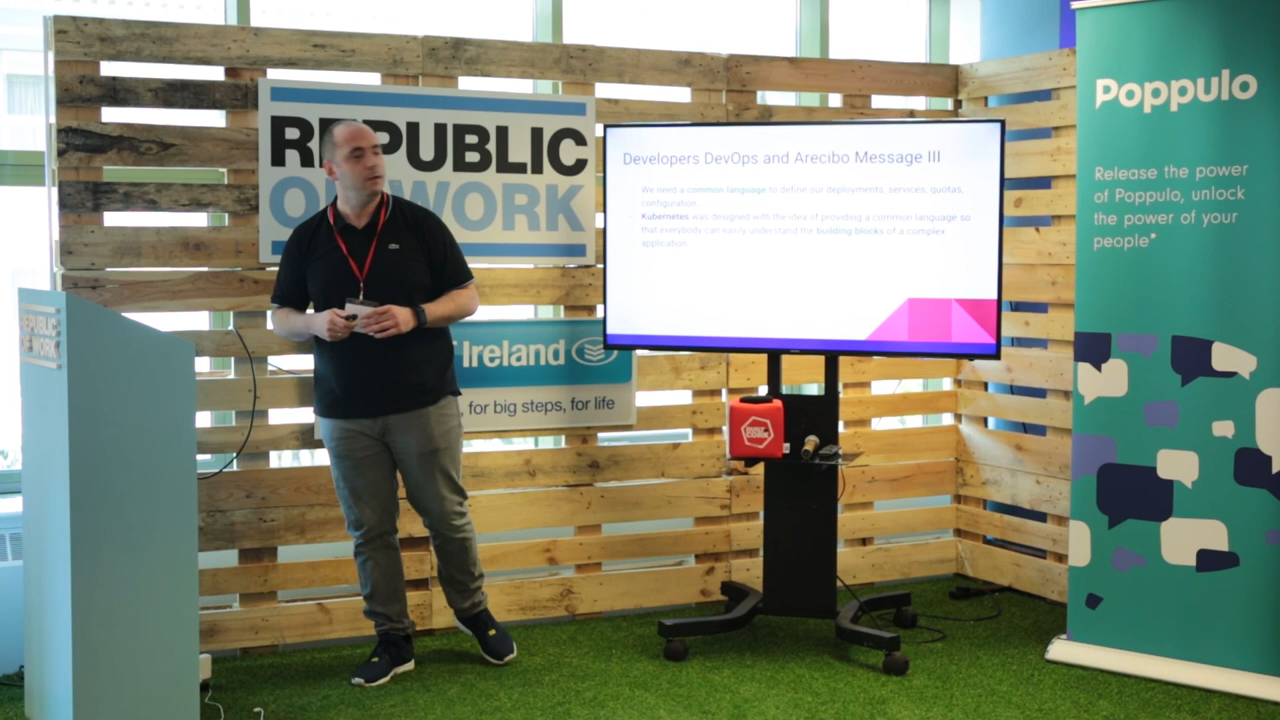 REPUBLIC
WORK
Ireland
for big steps, for life
REPUBLIC
OF WORK
Developers DevOps and Arecibo Message III
We need a common language to define our deployments, services, quotas,
configuration...
Kubernetes was designed with the idea of providing a common language so
that everybody can easily understand the building blocks of a complex
application.
BUILT
CORK
Poppulo
Release the power
of Poppulo, unlock
the power of your
people"